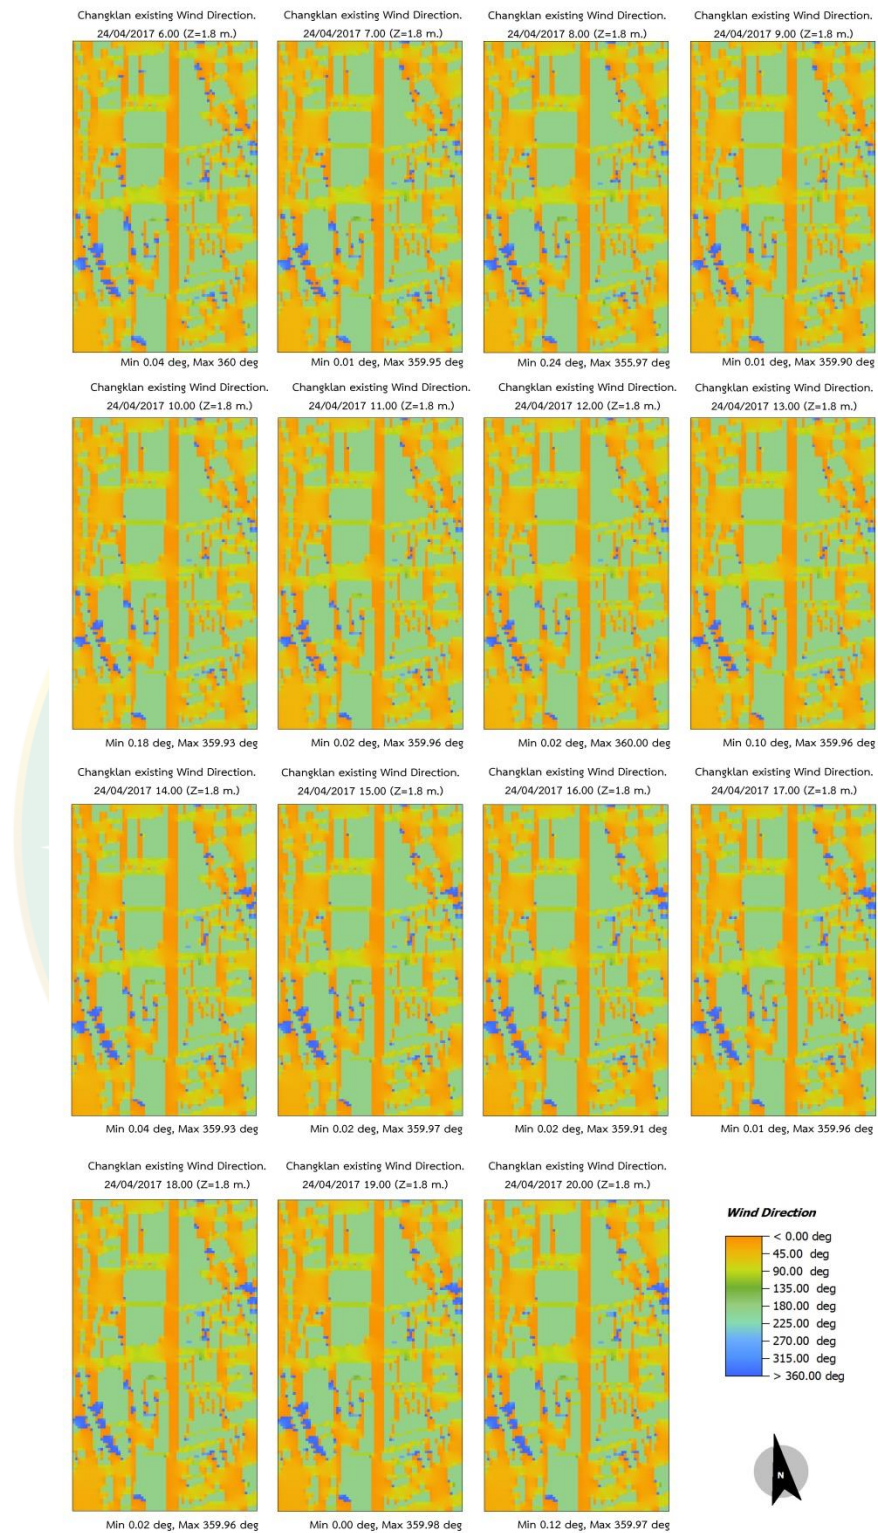 Changklan existing Wind Direction.
24/04/2017 6.00 (Z=1.8 m.)
Min 0.04 deg, Max 360 deg
Changklan existing Wind Direction.
24/04/2017 7.00 (Z=1.8 m.)
Min 0.01 deg, Max 359.95 deg
Changklan existing Wind Direction.
24/04/2017 8.00 (Z=1.8 m.)
Min 0.24 deg, Max 355.97 deg
Changklan existing Wind Direction.
24/04/2017 9.00 (Z=1.8 m.)
Min 0.01 deg, Max 359.90 deg
Changklan existing Wind Direction.
24/04/2017 10.00 (Z=1.8 m.)
Min 0.18 deg, Max 359.93 deg
Changklan existing Wind Direction.
24/04/2017 11.00 (Z=1.8 m.)
Min 0.02 deg, Max 359.96 deg
Changklan existing Wind Direction.
24/04/2017 12.00 (Z=1.8 m.)
Min 0.02 deg, Max 360.00 deg
Changklan existing Wind Direction.
24/04/2017 13.00 (Z=1.8 m.)
Min 0.10 deg, Max 359.96 deg
Changklan existing Wind Direction.
24/04/2017 14.00 (Z=1.8 m.)
Min 0.04 deg, Max 359.93 deg
Changklan existing Wind Direction.
24/04/2017 15.00 (Z=1.8 m.)
Min 0.02 deg, Max 359.97 deg
Changklan existing Wind Direction.
24/04/2017 16.00 (Z=1.8 m.)
Min 0.02 deg, Max 359.91 deg
Changklan existing Wind Direction.
24/04/2017 17.00 (Z=1.8 m.)
Min 0.01 deg, Max 359.96 deg
Changklan existing Wind Direction.
24/04/2017 18.00 (Z=1.8 m.)
Min 0.02 deg, Max 359.96 deg
Changklan existing Wind Direction.
24/04/2017 19.00 (Z=1.8 m.)
Min 0.00 deg, Max 359.98 deg
Changklan existing Wind Direction.
24/04/2017 20.00 (Z=1.8 m.)
Min 0.12 deg, Max 359.97 deg
Wind Direction
< 0.00 deg
45.00 deg
90.00 deg
135.00 deg
180.00 deg
225.00 deg
270.00 deg
315.00 deg
> 360.00 deg
N